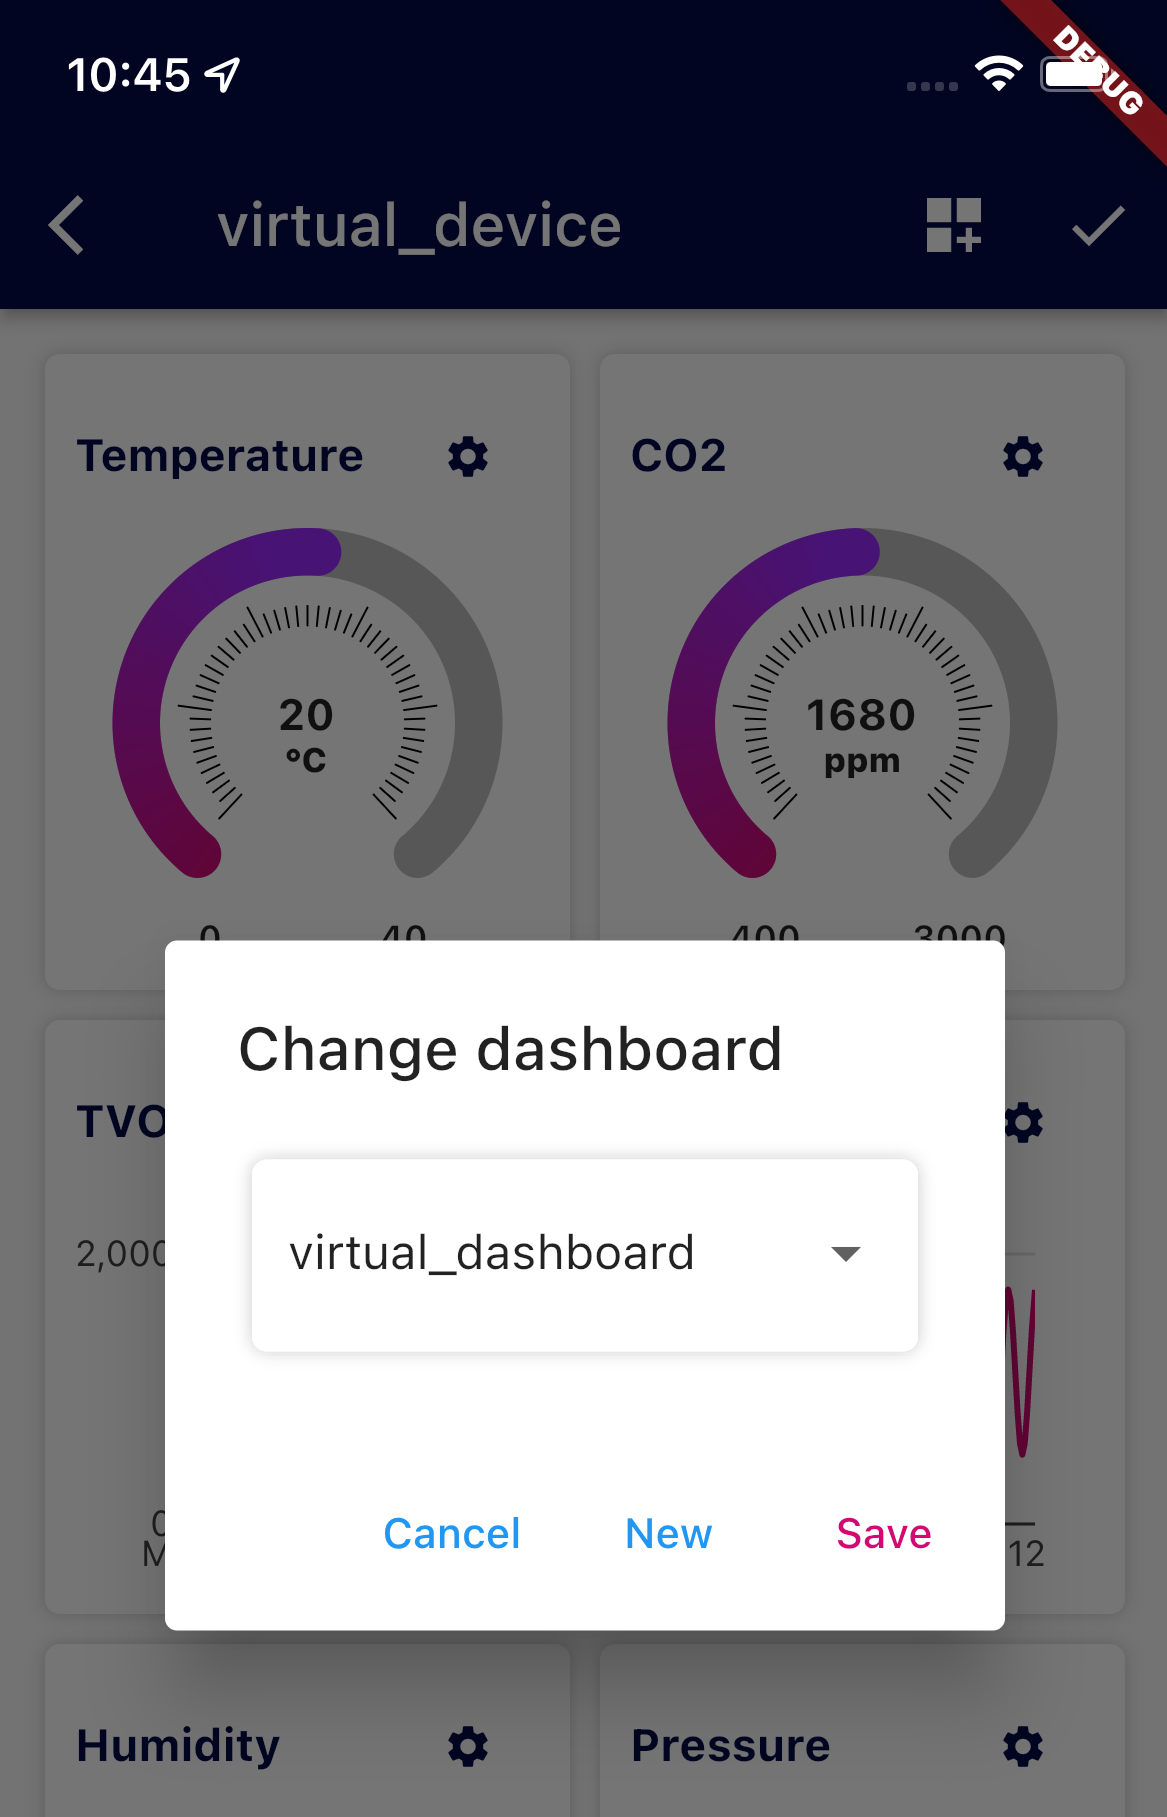 10:45
DEBUG
virtual_device
Temperature
CO2
20
°C
1680
ppm
0
40
400
3000
Change dashboard
TVO
virtual_dashboard
2,000
0
M
12
Cancel
New
Save
Humidity
Pressure